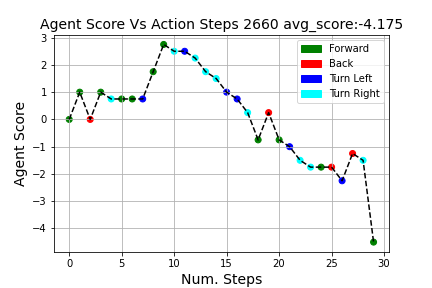 Agent Score Vs Action Steps 2660 avg_score:-4.175
Forward
Back
Turn Left
Turn Right
Agent Score
3
2
1
0
−1
−2
−3
−4
0 5 10 15 20 25 30
Num. Steps